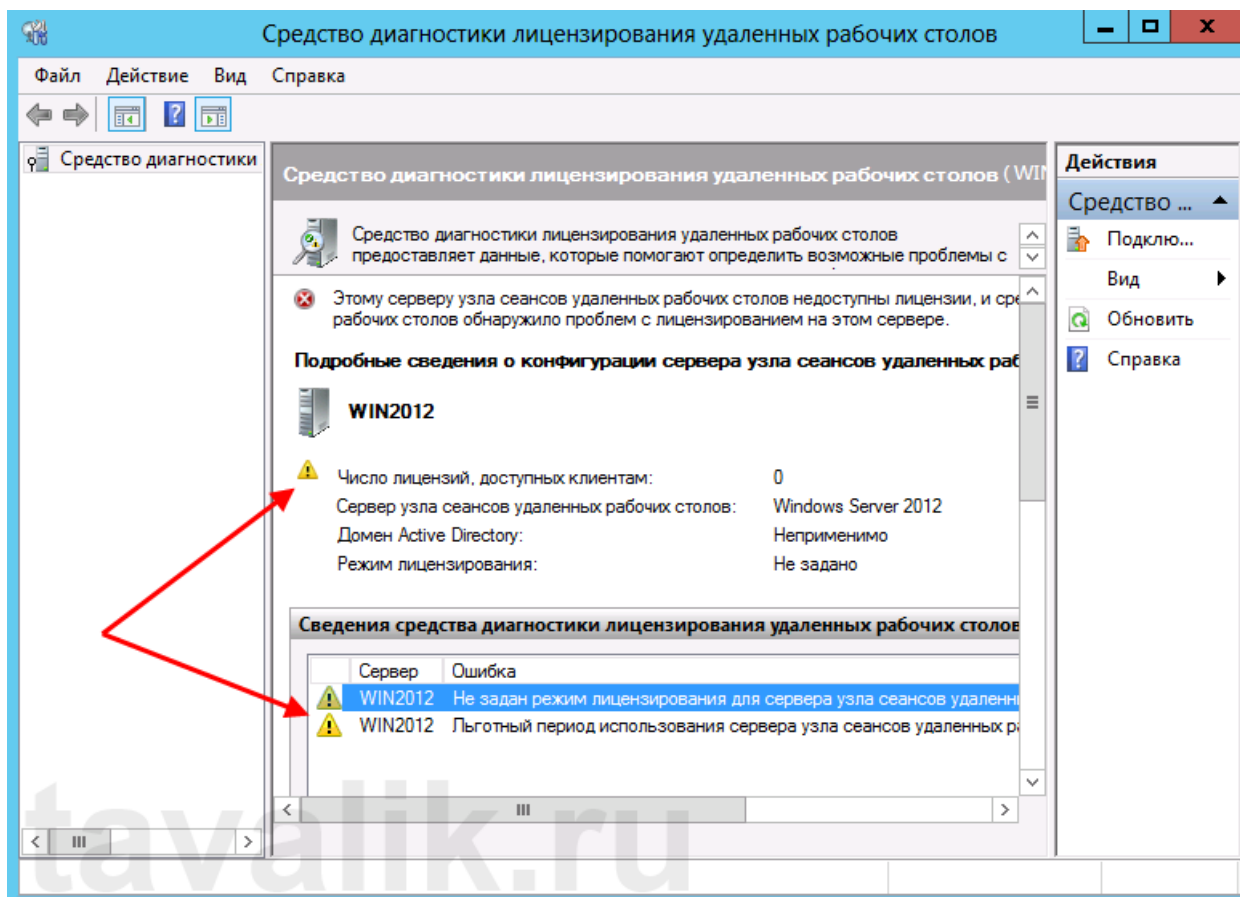 Средство диагностики лицензирования удаленных рабочих столов
Файл Действие Вид Справка
Средство диагностики
Средство диагностики лицензирования удаленных рабочих столов (WIN
Средство диагностики лицензирования удаленных рабочих столов
предоставляет данные, которые помогают определить возможные проблемы с
Этому серверу узла сеансов удаленных рабочих столов недоступны лицензии, и сре
рабочих столов обнаружило проблем с лицензированием на этом сервере.
Подробные сведения о конфигурации сервера узла сеансов удаленных раб
WIN2012
Число лицензий, доступных клиентам: 0
Сервер узла сеансов удаленных рабочих столов: Windows Server 2012
Домен Active Directory: Неприменимо
Режим лицензирования: Не задано
Сведения средства диагностики лицензирования удаленных рабочих столов
Сервер Ошибка
WIN2012 Не задан режим лицензирования для сервера узла сеансов удаленн
WIN2012 Льготный период использования сервера узла сеансов удаленных ра
Действия
Средство ...
Подклю...
Вид
Обновить
Справка
tavalik.ru